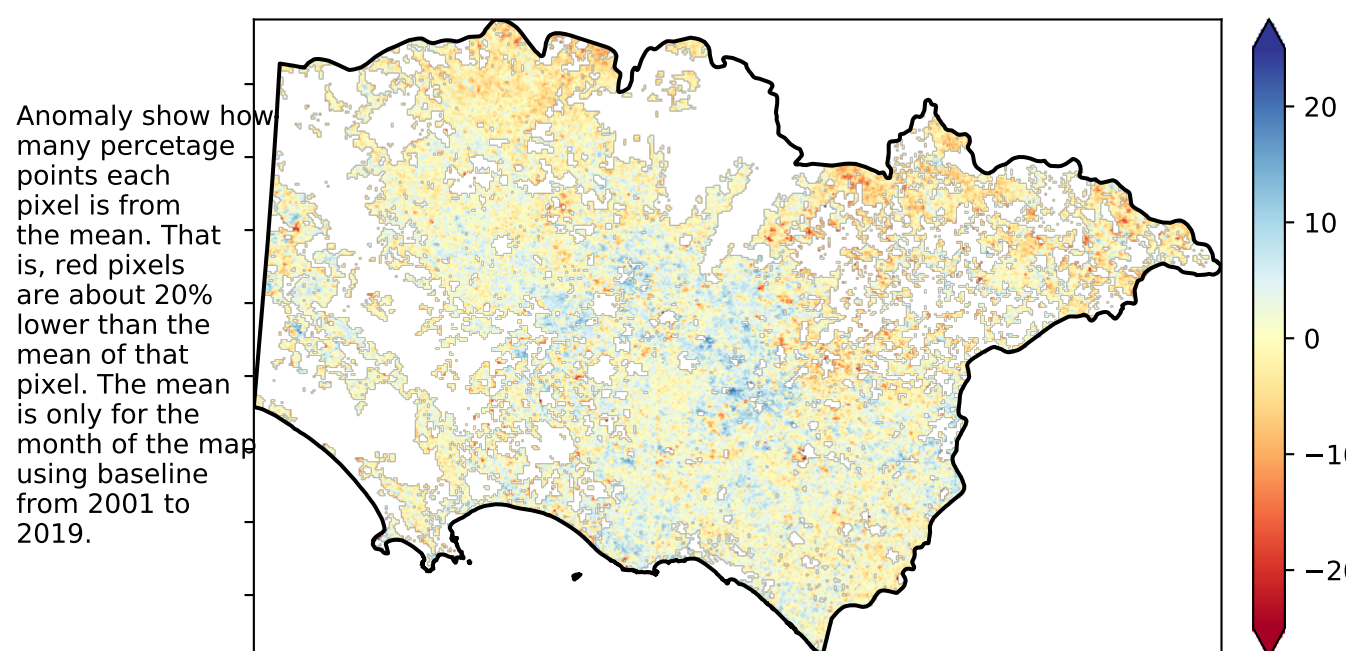 Anomaly show how
many percetage
points each
pixel is from
the mean. That
is, red pixels
are about 20%
lower than the
mean of that
pixel. The mean
is only for the
month of the map
using baseline
from 2001 to
2019.
20
10
0
−10
−20